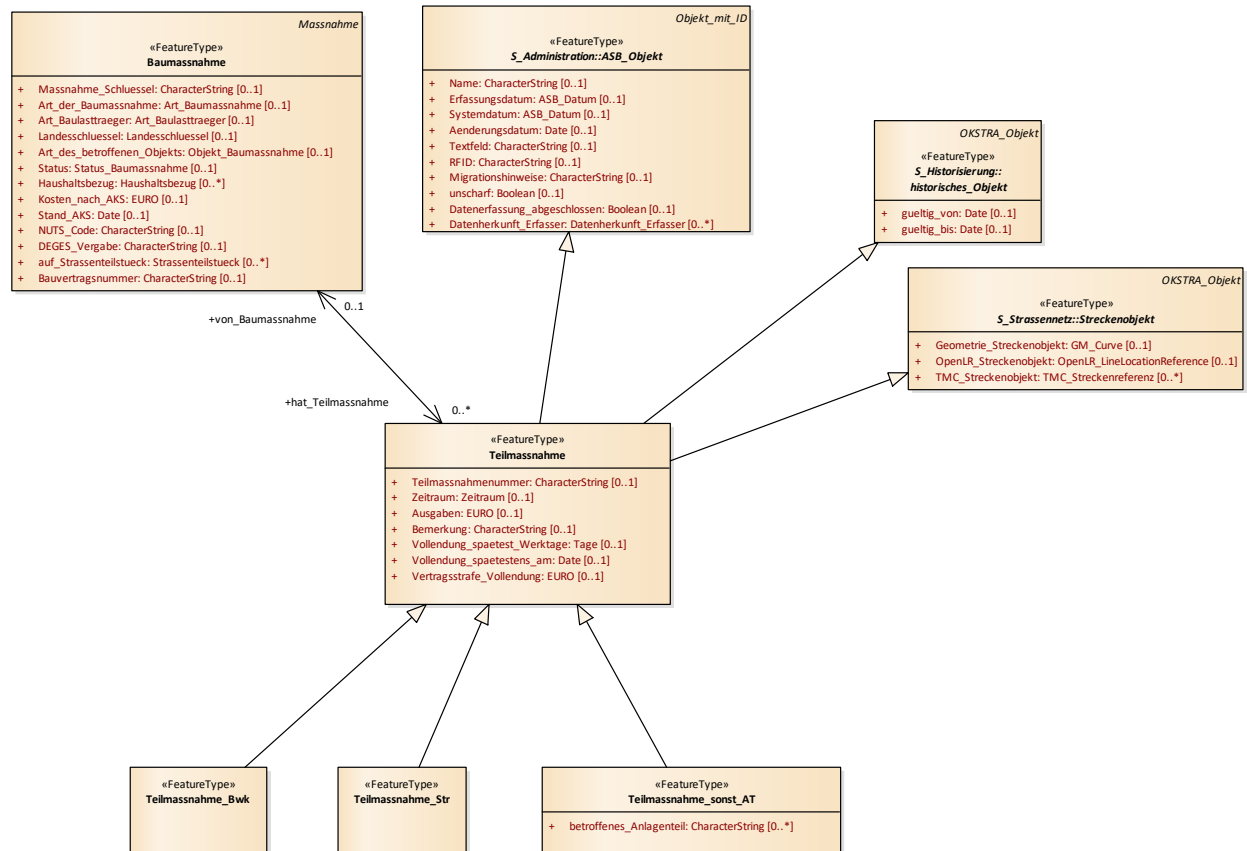 Massnahme
«FeatureType»
Baumassnahme
+ Massnahme_Schluessel: CharacterString [0..1]
+ Art_der_Baumassnahme: Art_Baumassnahme [0..1]
+ Art_Baulasttraeger: Art_Baulasttraeger [0..1]
+ Landesschluessel: Landesschluessel [0..1]
+ Art_des_betroffenen_Objekts: Objekt_Baumassnahme [0..1]
+ Status: Status_Baumassnahme [0..1]
+ Haushaltsbezug: Haushaltsbezug [0..*]
+ Kosten_nach_AKS: EURO [0..1]
+ Stand_AKS: Date [0..1]
+ NUTS_Code: CharacterString [0..1]
+ DEGES_Vergabe: CharacterString [0..1]
+ auf_Strassenteilstueck: Strassenteilstueck [0..*]
+ Bauvertragsnummer: CharacterString [0..1]
Objekt_mit_ID
«FeatureType»
S_Administration::ASB_Objekt
+ Name: CharacterString [0..1]
+ Erfassungsdatum: ASB_Datum [0..1]
+ Systemdatum: ASB_Datum [0..1]
+ Aenderungsdatum: Date [0..1]
+ Textfeld: CharacterString [0..1]
+ RFID: CharacterString [0..1]
+ Migrationshinweise: CharacterString [0..1]
+ unscharf: Boolean [0..1]
+ Datenerfassung_abgeschlossen: Boolean [0..1]
+ Datenherkunft_Erfasser: Datenherkunft_Erfasser [0..*]
OKSTRA_Objekt
«FeatureType»
S_Historisierung::
historisches_Objekt
+ gueltig_von: Date [0..1]
+ gueltig_bis: Date [0..1]
OKSTRA_Objekt
«FeatureType»
S_Strassennetz::Streckenobjekt
+ Geometrie_Streckenobjekt: GM_Curve [0..1]
+ OpenLR_Streckenobjekt: OpenLR_LineLocationReference [0..1]
+ TMC_Streckenobjekt: TMC_Streckenreferenz [0..*]
0..1
+von_Baumassnahme
+hat_Teilmassnahme
0..*
«FeatureType»
Teilmassnahme
+ Teilmassnahmenummer: CharacterString [0..1]
+ Zeitraum: Zeitraum [0..1]
+ Ausgaben: EURO [0..1]
+ Bemerkung: CharacterString [0..1]
+ Vollendung_spaetest_Werktage: Tage [0..1]
+ Vollendung_spaetestens_am: Date [0..1]
+ Vertragsstrafe_Vollendung: EURO [0..1]
«FeatureType»
Teilmassnahme_Bwk
«FeatureType»
Teilmassnahme_Str
«FeatureType»
Teilmassnahme_sonst_AT
+ betroffenes_Anlagenteil: CharacterString [0..*]